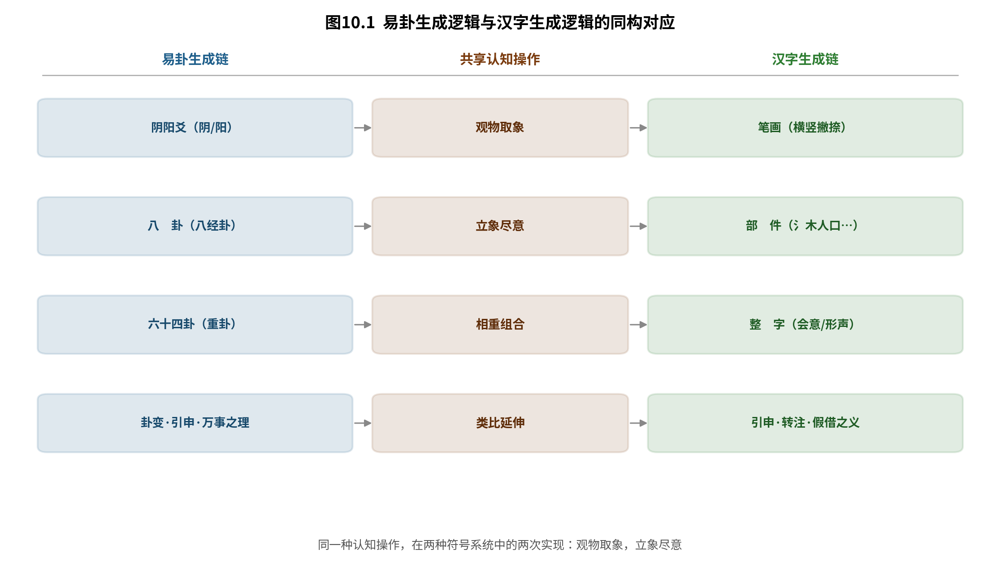 图10.1 易卦生成逻辑与汉字生成逻辑的同构对应
易卦生成链 共享认知操作 汉字生成链
阴阳爻（阴/阳） 观物取象 笔画（横竖撇捺）
八　卦（八经卦） 立象尽意 部　件（氵木人口…）
六十四卦（重卦） 相重组合 整　字（会意/形声）
卦变·引申·万事之理 类比延伸 引申·转注·假借之义
同一种认知操作，在两种符号系统中的两次实现：观物取象，立象尽意